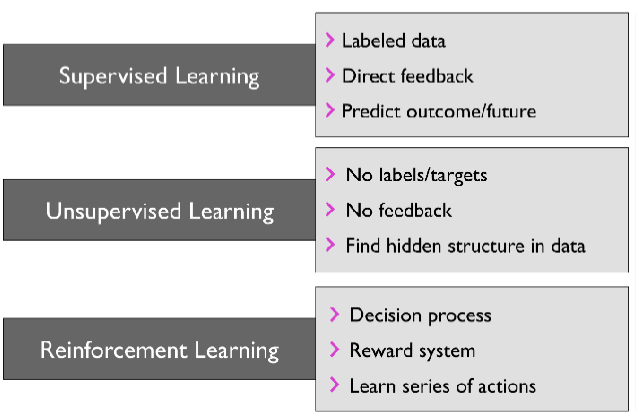 Supervised Learning
Labeled data
Direct feedback
Predict outcome/future
Unsupervised Learning
No labels/targets
No feedback
Find hidden structure in data
Reinforcement Learning
Decision process
Reward system
Learn series of actions